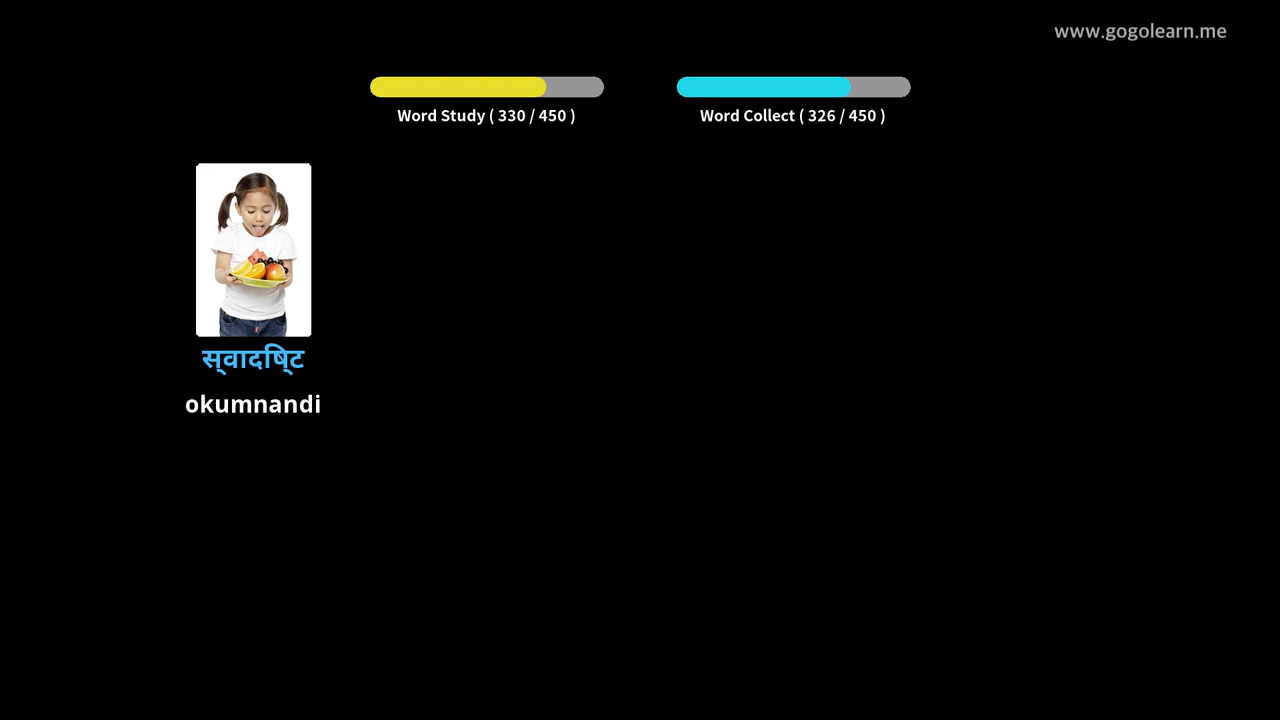 www.gogolearn.me
Word Study ( 330 / 450 )
Word Collect ( 326 / 450 )
स्वादिष्ट
okumnandi